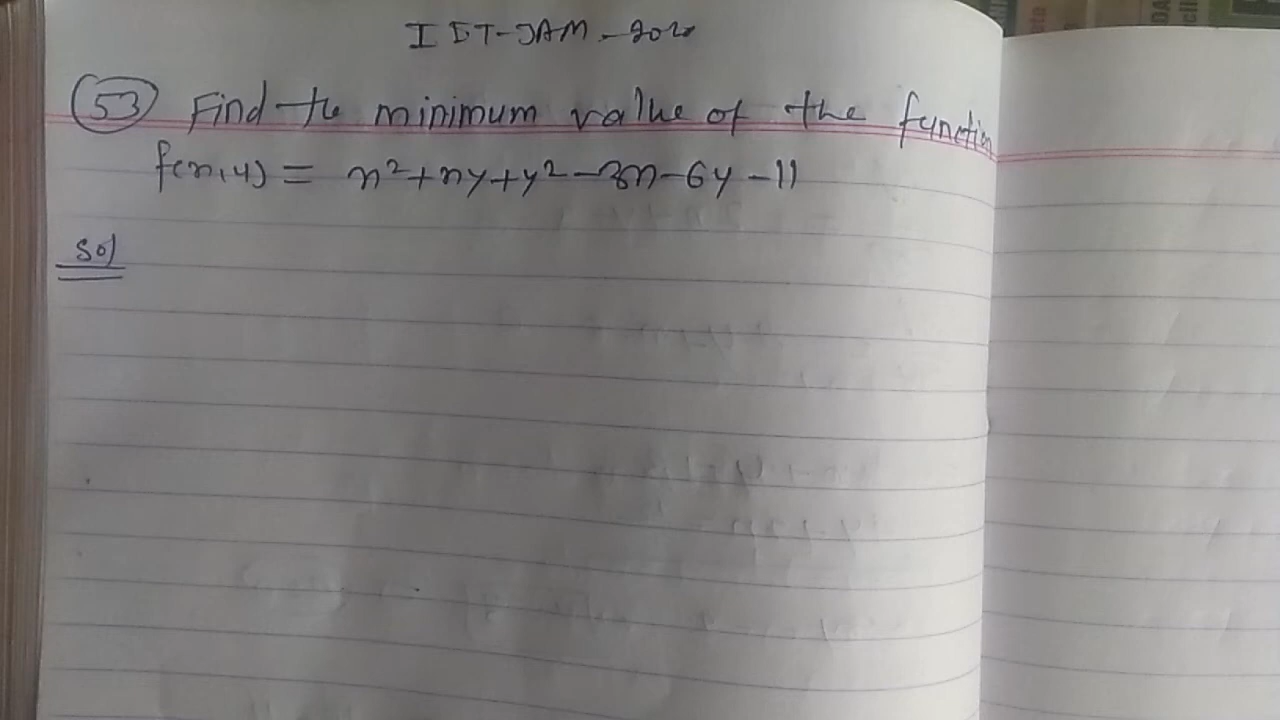 IIT-JAM-2020
53 Find the minimum value of the function
f(x,y) = x²+xy+y²-3x-6y-11
Sol